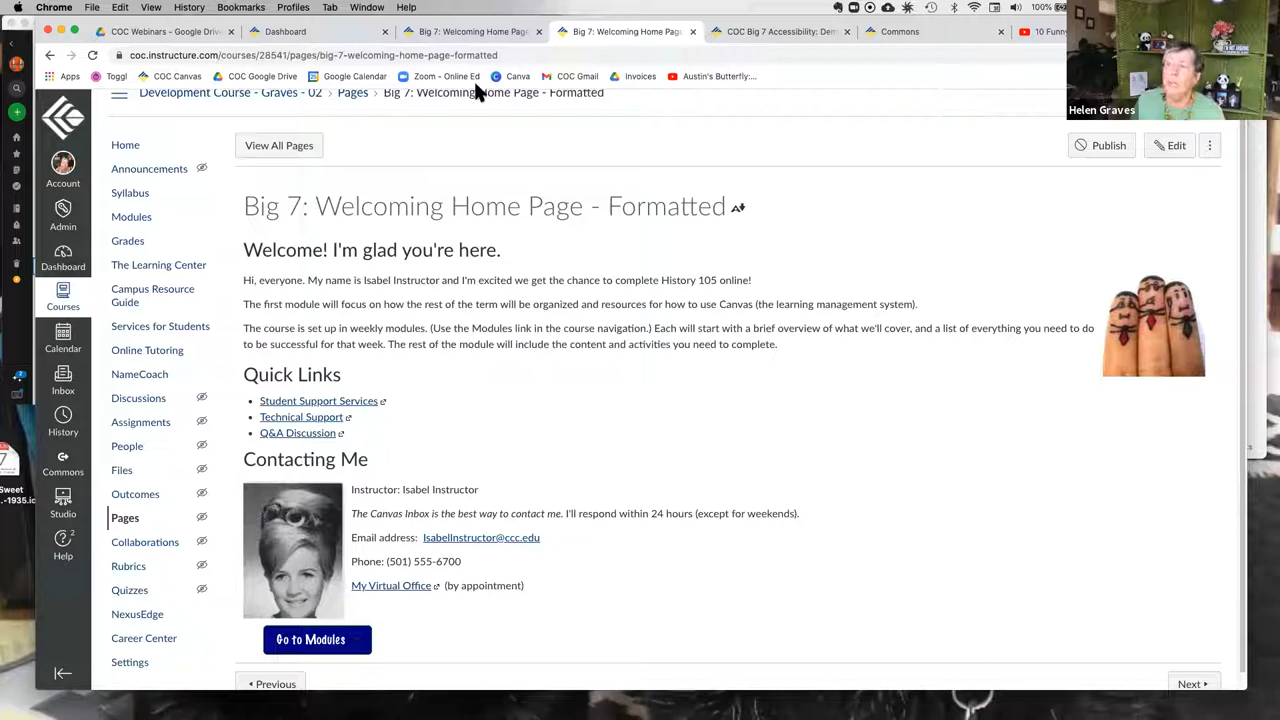 Chrome File Edit View History Bookmarks Profiles Tab Window Help 100%
COC Webinars – Google Drive
Dashboard
Big 7: Welcoming Home Page
Big 7: Welcoming Home Page
COC Big 7 Accessibility: Dem
Commons
10 Funny
coc.instructure.com/courses/28541/pages/big-7-welcoming-home-page-formatted
Apps Toggl COC Canvas COC Google Drive Google Calendar Zoom - Online Ed Canva COC Gmail Invoices Austin's Butterfly:...
Helen Graves
Development Course - Graves - 02 › Pages › Big 7: Welcoming Home Page - Formatted
Account
Admin
Dashboard
Courses
Calendar
Inbox
History
Commons
Studio
2
Help
Home
Announcements
Syllabus
Modules
Grades
The Learning Center
Campus Resource
Guide
Services for Students
Online Tutoring
NameCoach
Discussions
Assignments
People
Files
Outcomes
Pages
Collaborations
Rubrics
Quizzes
NexusEdge
Career Center
Settings
View All Pages
Publish
Edit
Big 7: Welcoming Home Page - Formatted
Welcome! I'm glad you're here.
Hi, everyone. My name is Isabel Instructor and I'm excited we get the chance to complete History 105 online!
The first module will focus on how the rest of the term will be organized and resources for how to use Canvas (the learning management system).
The course is set up in weekly modules. (Use the Modules link in the course navigation.) Each will start with a brief overview of what we'll cover, and a list of everything you need to do
to be successful for that week. The rest of the module will include the content and activities you need to complete.
Quick Links
• Student Support Services
• Technical Support
• Q&A Discussion
Contacting Me
Instructor: Isabel Instructor
The Canvas Inbox is the best way to contact me. I'll respond within 24 hours (except for weekends).
Email address: IsabelInstructor@ccc.edu
Phone: (501) 555-6700
My Virtual Office (by appointment)
Go to Modules
Previous
Next
Sweet
...-1935.ic